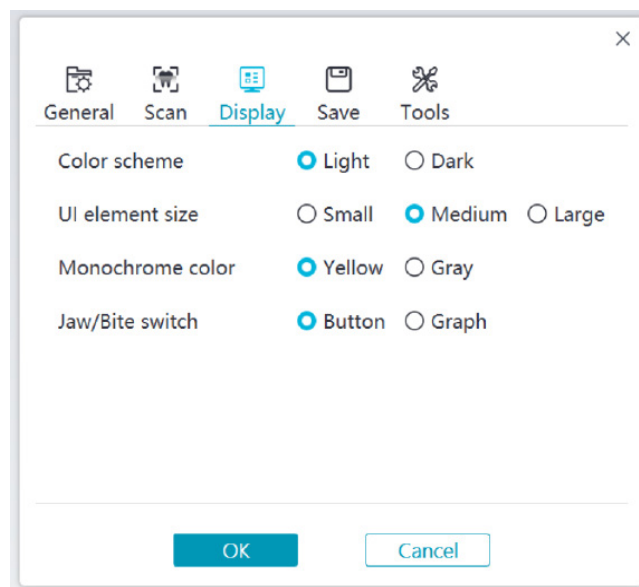 General Scan Display Save Tools
Color scheme Light Dark
UI element size Small Medium Large
Monochrome color Yellow Gray
Jaw/Bite switch Button Graph
OK Cancel